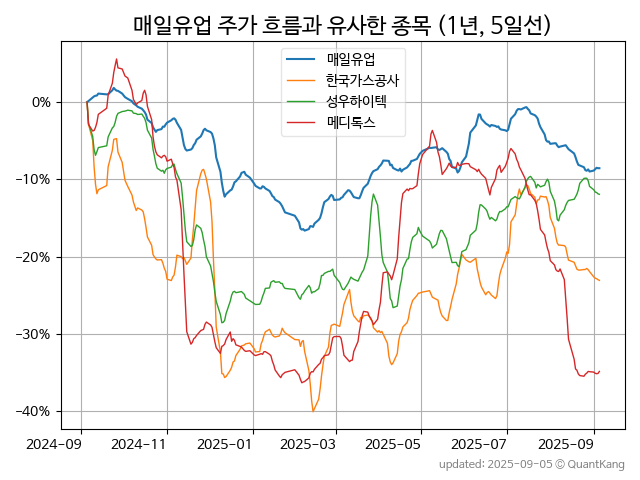 매일유업 주가 흐름과 유사한 종목 (1년, 5일선)
매일유업
한국가스공사
성우하이텍
메디톡스
0%
−10%
−20%
−30%
−40%
2024-09 2024-11 2025-01 2025-03 2025-05 2025-07 2025-09
updated: 2025-09-05 © QuantKang